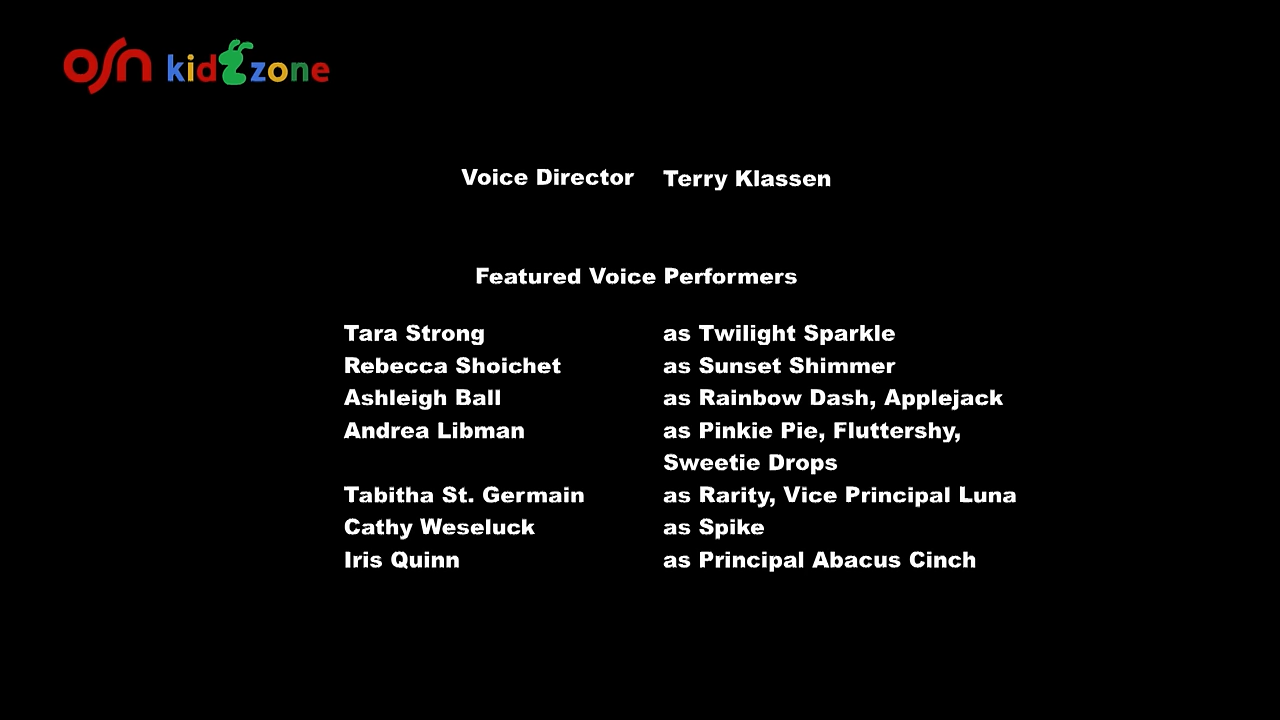 OSN kidzone
Voice Director Terry Klassen
Featured Voice Performers
Tara Strong as Twilight Sparkle
Rebecca Shoichet as Sunset Shimmer
Ashleigh Ball as Rainbow Dash, Applejack
Andrea Libman as Pinkie Pie, Fluttershy,
Sweetie Drops
Tabitha St. Germain as Rarity, Vice Principal Luna
Cathy Weseluck as Spike
Iris Quinn as Principal Abacus Cinch